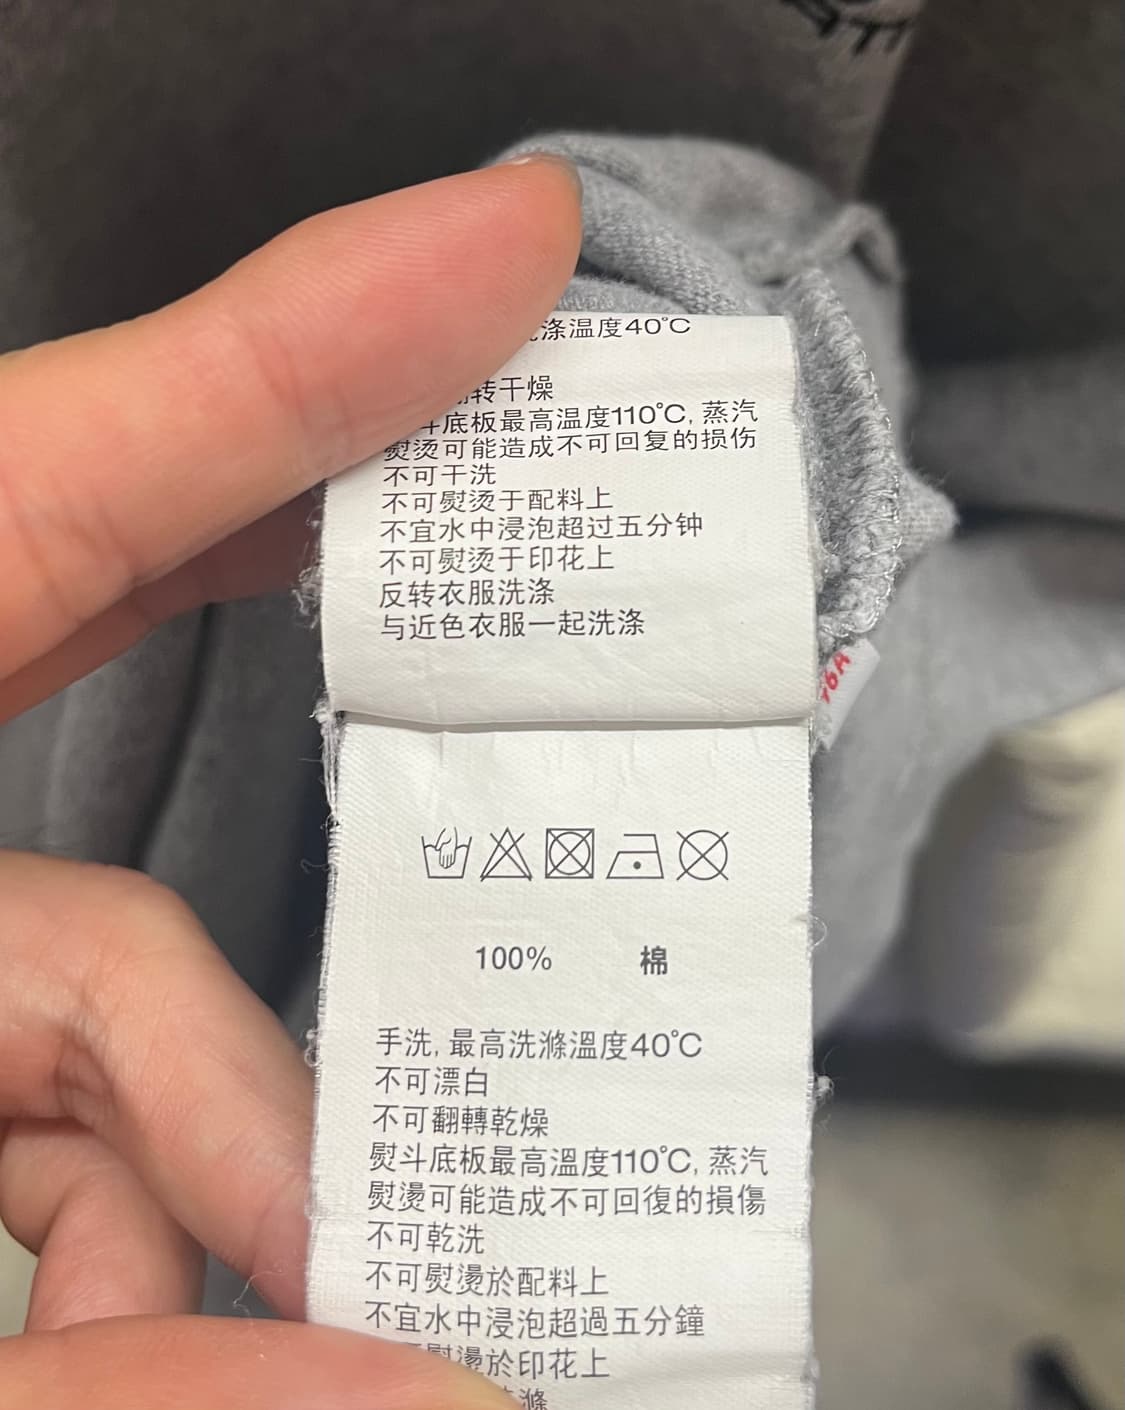 涤温度40℃
转干燥
斗底板最高温度110℃, 蒸汽
熨烫可能造成不可回复的损伤
不可干洗
不可熨烫于配料上
不宜水中浸泡超过五分钟
不可熨烫于印花上
反转衣服洗涤
与近色衣服一起洗涤
100% 棉
手洗, 最高洗滌溫度40℃
不可漂白
不可翻轉乾燥
熨斗底板最高溫度110℃, 蒸汽
熨燙可能造成不可回復的損傷
不可乾洗
不可熨燙於配料上
不宜水中浸泡超過五分鐘
熨燙於印花上
滌